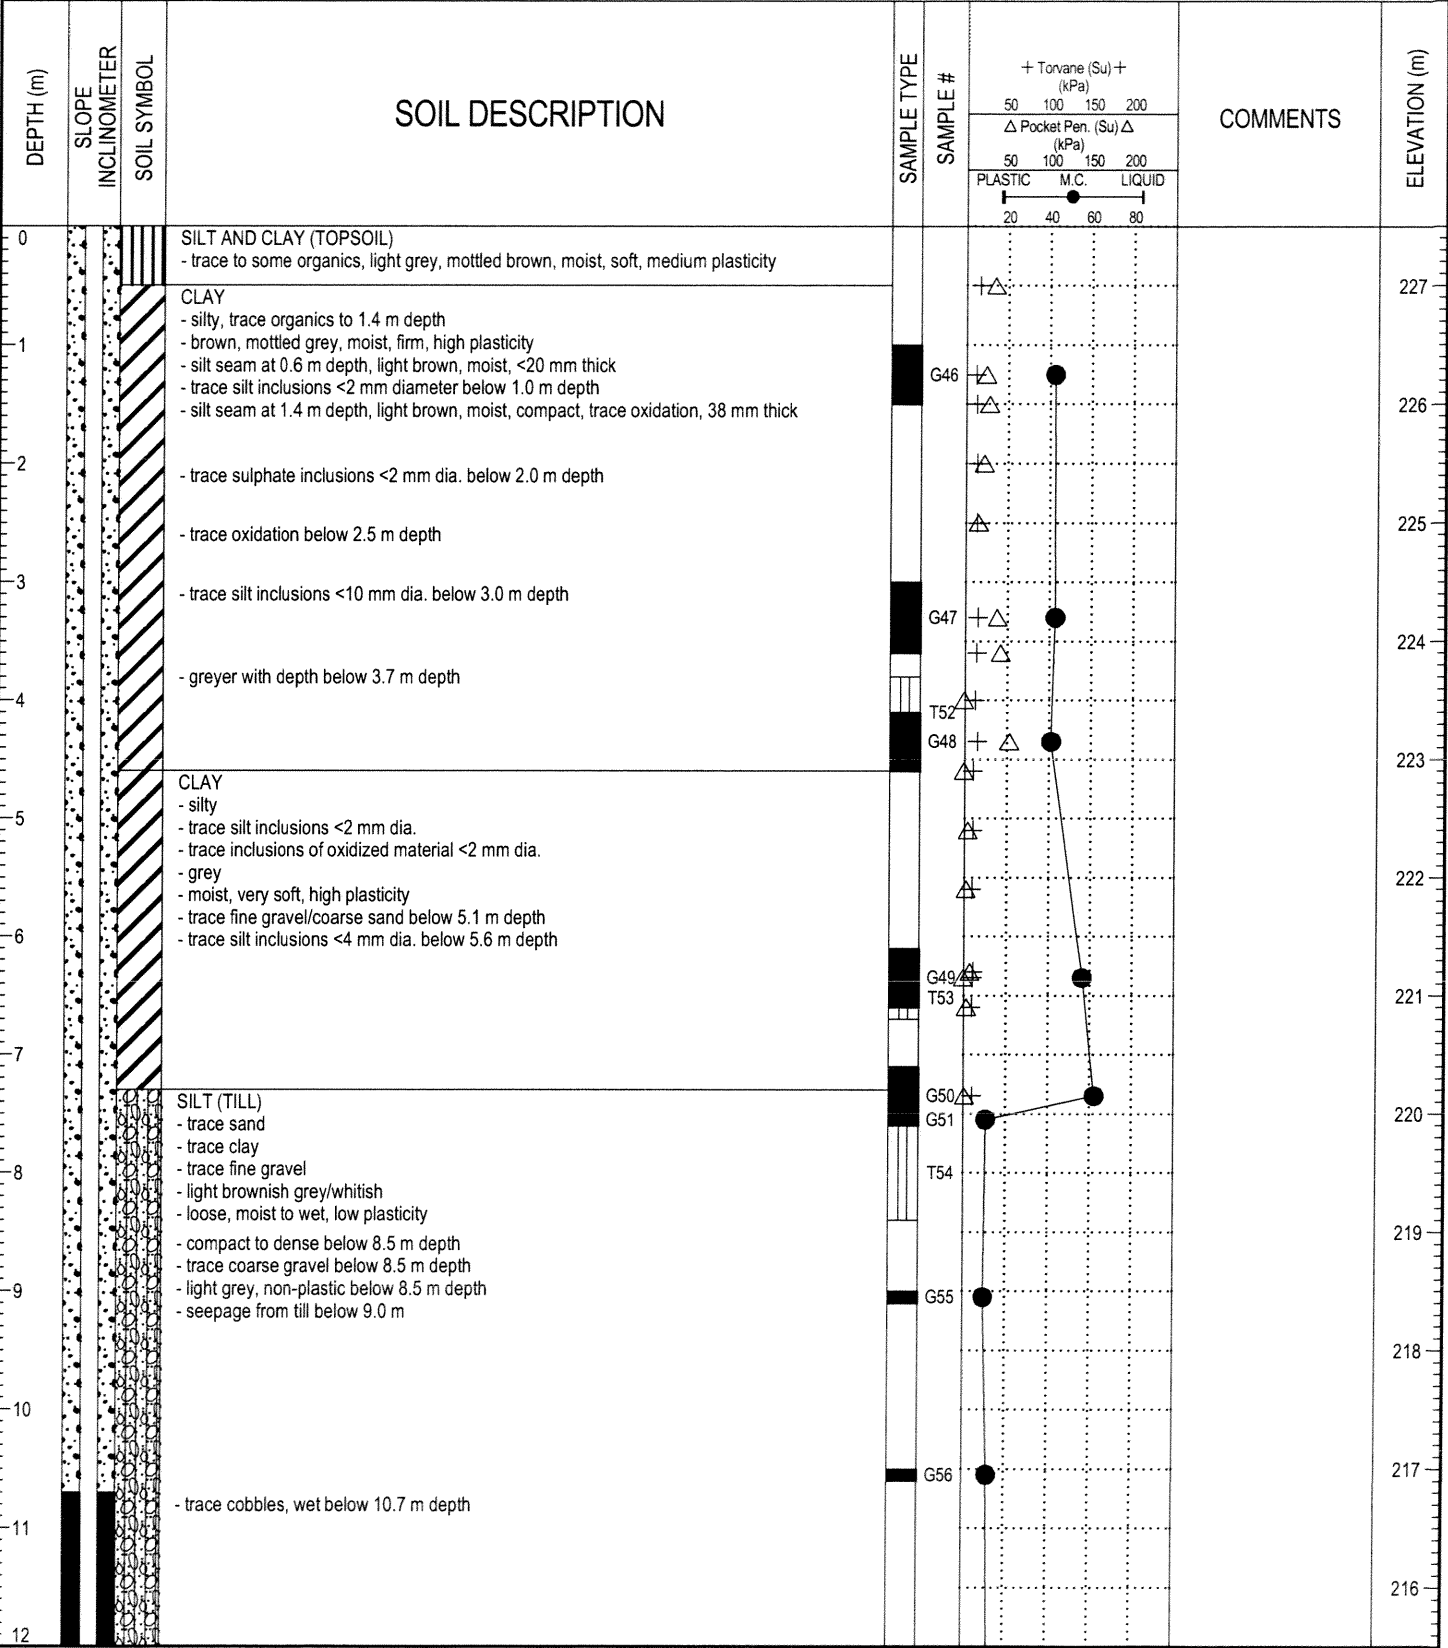 DEPTH (m)
SLOPE
INCLINOMETER
SOIL SYMBOL
SOIL DESCRIPTION
SAMPLE TYPE
SAMPLE #
+ Torvane (Su) +
(kPa)
50 100 150 200
△ Pocket Pen. (Su) △
(kPa)
50 100 150 200
PLASTIC M.C. LIQUID
20 40 60 80
COMMENTS
ELEVATION (m)
0
SILT AND CLAY (TOPSOIL)
- trace to some organics, light grey, mottled brown, moist, soft, medium plasticity
227
CLAY
- silty, trace organics to 1.4 m depth
- brown, mottled grey, moist, firm, high plasticity
1
- silt seam at 0.6 m depth, light brown, moist, <20 mm thick
G46
- trace silt inclusions <2 mm diameter below 1.0 m depth
- silt seam at 1.4 m depth, light brown, moist, compact, trace oxidation, 38 mm thick
226
2
- trace sulphate inclusions <2 mm dia. below 2.0 m depth
225
- trace oxidation below 2.5 m depth
3
- trace silt inclusions <10 mm dia. below 3.0 m depth
G47
224
- greyer with depth below 3.7 m depth
4
T52
G48
223
CLAY
- silty
5
- trace silt inclusions <2 mm dia.
- trace inclusions of oxidized material <2 mm dia.
- grey
222
- moist, very soft, high plasticity
- trace fine gravel/coarse sand below 5.1 m depth
6
- trace silt inclusions <4 mm dia. below 5.6 m depth
G49
T53
221
7
G50
SILT (TILL)
220
G51
- trace sand
- trace clay
8
- trace fine gravel
T54
- light brownish grey/whitish
- loose, moist to wet, low plasticity
219
- compact to dense below 8.5 m depth
- trace coarse gravel below 8.5 m depth
9
- light grey, non-plastic below 8.5 m depth
G55
- seepage from till below 9.0 m
218
10
217
G56
- trace cobbles, wet below 10.7 m depth
11
216
12